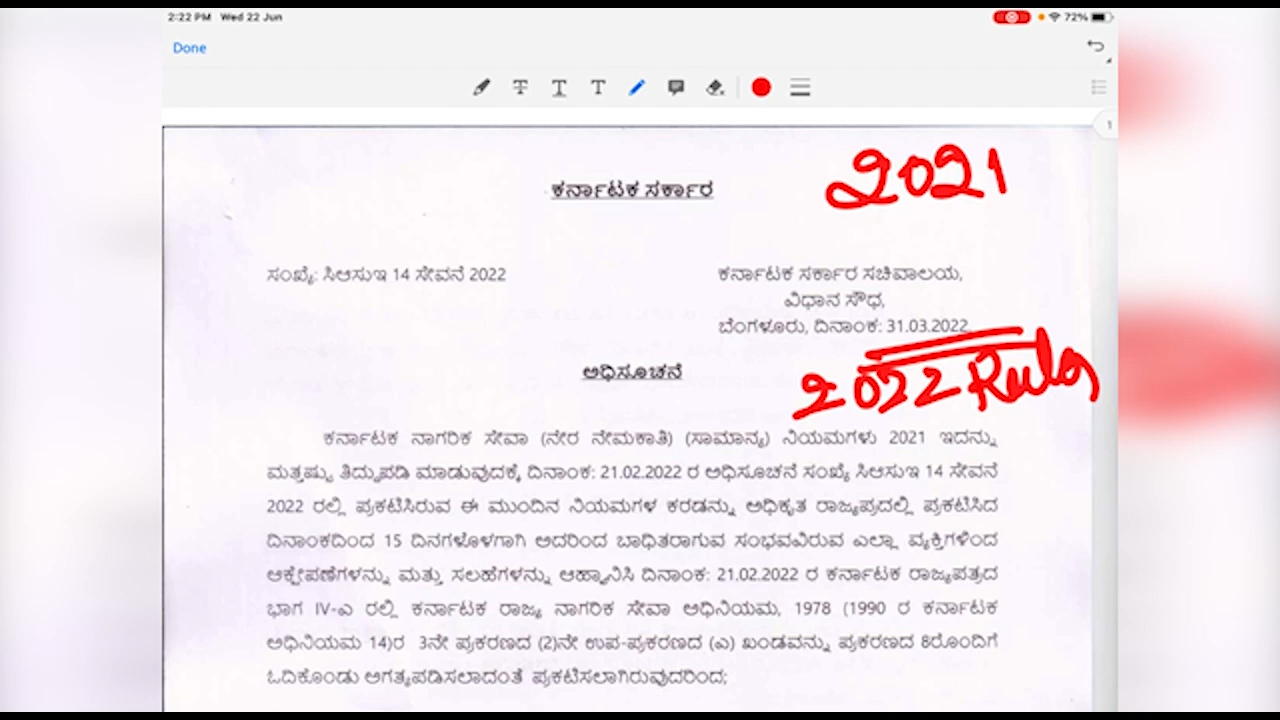 2:22 PM Wed 22 Jun
72%
Done
T T T
1
2021
ಕರ್ನಾಟಕ ಸರ್ಕಾರ
ಸಂಖ್ಯೆ: ಸಿಆಸುಇ 14 ಸೇವನೆ 2022
ಕರ್ನಾಟಕ ಸರ್ಕಾರ ಸಚಿವಾಲಯ,
ವಿಧಾನ ಸೌಧ,
ಬೆಂಗಳೂರು, ದಿನಾಂಕ: 31.03.2022
ಅಧಿಸೂಚನೆ
2022 Rules
ಕರ್ನಾಟಕ ನಾಗರಿಕ ಸೇವಾ (ನೇರ ನೇಮಕಾತಿ) (ಸಾಮಾನ್ಯ) ನಿಯಮಗಳು 2021 ಇದನ್ನು
ಮತ್ತಷ್ಟು ತಿದ್ದುಪಡಿ ಮಾಡುವುದಕ್ಕೆ ದಿನಾಂಕ: 21.02.2022 ರ ಅಧಿಸೂಚನೆ ಸಂಖ್ಯೆ ಸಿಆಸುಇ 14 ಸೇವನೆ
2022 ರಲ್ಲಿ ಪ್ರಕಟಿಸಿರುವ ಈ ಮುಂದಿನ ನಿಯಮಗಳ ಕರಡನ್ನು ಅಧಿಕೃತ ರಾಜ್ಯಪ್ರದಲ್ಲಿ ಪ್ರಕಟಿಸಿದ
ದಿನಾಂಕದಿಂದ 15 ದಿನಗಳೊಳಗಾಗಿ ಅದರಿಂದ ಬಾಧಿತರಾಗುವ ಸಂಭವವಿರುವ ಎಲ್ಲಾ ವ್ಯಕ್ತಿಗಳಿಂದ
ಆಕ್ಷೇಪಣೆಗಳನ್ನು ಮತ್ತು ಸಲಹೆಗಳನ್ನು ಆಹ್ವಾನಿಸಿ ದಿನಾಂಕ: 21.02.2022 ರ ಕರ್ನಾಟಕ ರಾಜ್ಯಪತ್ರದ
ಭಾಗ IV-ಎ ರಲ್ಲಿ ಕರ್ನಾಟಕ ರಾಜ್ಯ ನಾಗರಿಕ ಸೇವಾ ಅಧಿನಿಯಮ, 1978 (1990 ರ ಕರ್ನಾಟಕ
ಅಧಿನಿಯಮ 14)ರ 3ನೇ ಪ್ರಕರಣದ (2)ನೇ ಉಪ-ಪ್ರಕರಣದ (ಎ) ಖಂಡವನ್ನು ಪ್ರಕರಣದ 8ರೊಂದಿಗೆ
ಓದಿಕೊಂಡು ಅಗತ್ಯಪಡಿಸಲಾದಂತೆ ಪ್ರಕಟಿಸಲಾಗಿರುವುದರಿಂದ;